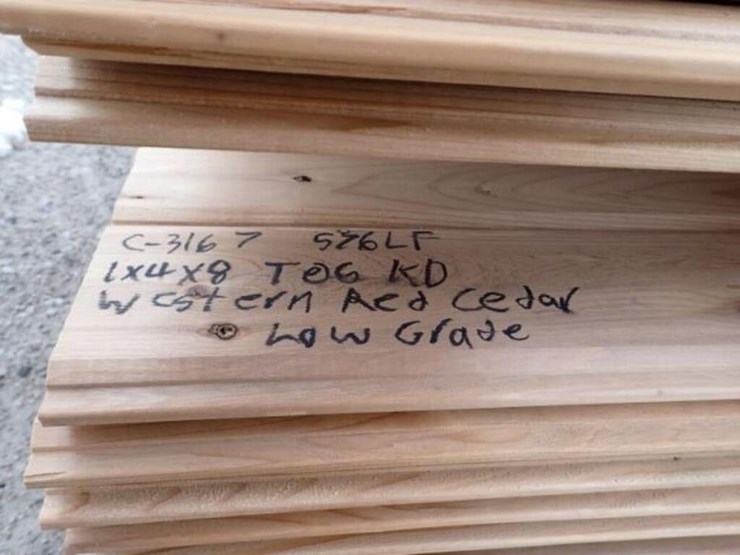 C-3167 576LF
1x4x8 T&G KD
Western Red Cedar
Low Grade